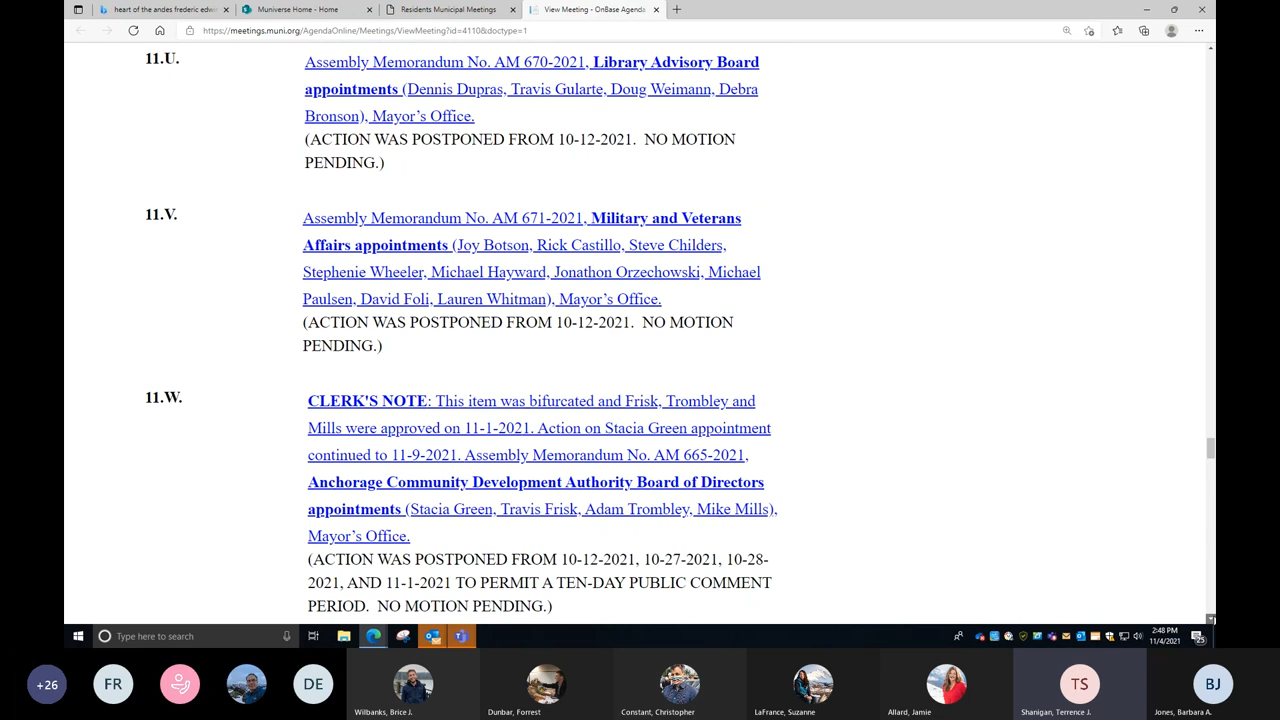 heart of the andes frederic edwi
Muniverse Home - Home
Residents Municipal Meetings
View Meeting - OnBase Agenda
https://meetings.muni.org/AgendaOnline/Meetings/ViewMeeting?id=4110&doctype=1
11.U.
Assembly Memorandum No. AM 670-2021, Library Advisory Board
appointments (Dennis Dupras, Travis Gularte, Doug Weimann, Debra
Bronson), Mayor's Office.
(ACTION WAS POSTPONED FROM 10-12-2021. NO MOTION
PENDING.)
11.V.
Assembly Memorandum No. AM 671-2021, Military and Veterans
Affairs appointments (Joy Botson, Rick Castillo, Steve Childers,
Stephenie Wheeler, Michael Hayward, Jonathon Orzechowski, Michael
Paulsen, David Foli, Lauren Whitman), Mayor's Office.
(ACTION WAS POSTPONED FROM 10-12-2021. NO MOTION
PENDING.)
11.W.
CLERK'S NOTE: This item was bifurcated and Frisk, Trombley and
Mills were approved on 11-1-2021. Action on Stacia Green appointment
continued to 11-9-2021. Assembly Memorandum No. AM 665-2021,
Anchorage Community Development Authority Board of Directors
appointments (Stacia Green, Travis Frisk, Adam Trombley, Mike Mills),
Mayor's Office.
(ACTION WAS POSTPONED FROM 10-12-2021, 10-27-2021, 10-28-
2021, AND 11-1-2021 TO PERMIT A TEN-DAY PUBLIC COMMENT
PERIOD. NO MOTION PENDING.)
Type here to search
2:48 PM
11/4/2021
25
+26
FR
DE
TS
BJ
Wilbanks, Brice J.
Dunbar, Forrest
Constant, Christopher
LaFrance, Suzanne
Allard, Jamie
Shanigan, Terrence J.
Jones, Barbara A.